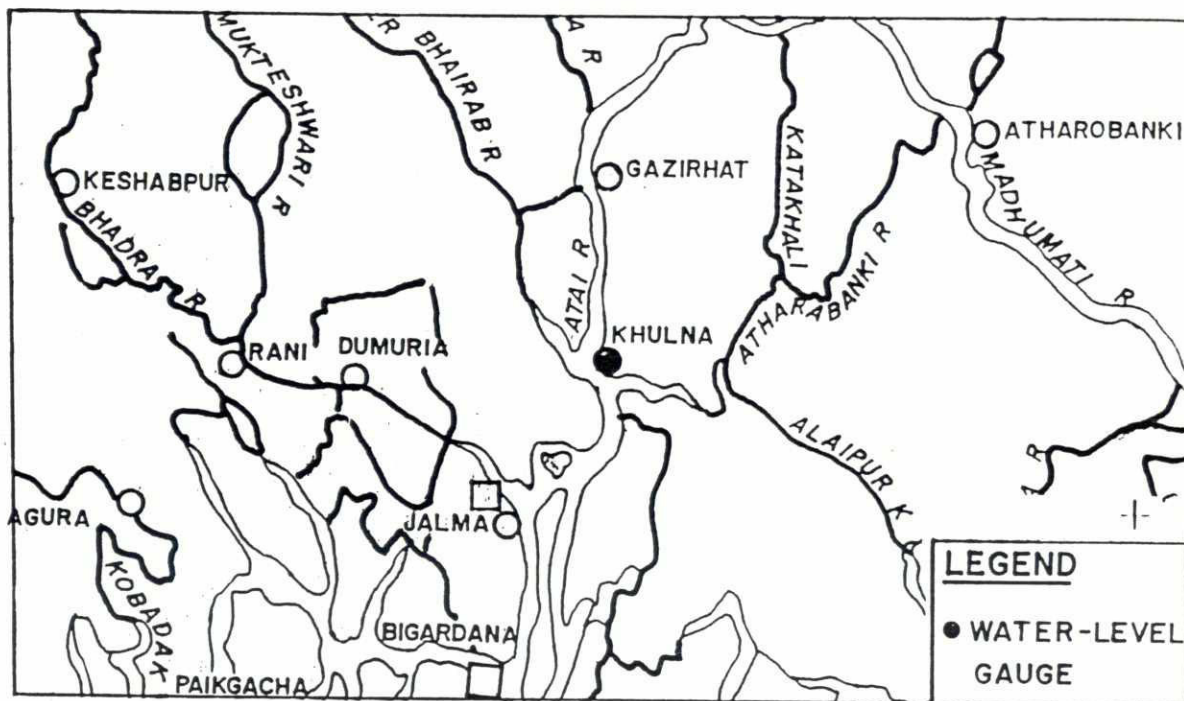 MUKTESHWARI R
ER BHAIRAB R
A R
KATAKHALI
ATHAROBANKI
MADHUMATI R
GAZIRHAT
KESHABPUR
BHADRA R
ATAI R
ATHARABANKI R
KHULNA
RANI
DUMURIA
ALAIPUR K
R
AGURA
JALMA
KOBADAK
BIGARDANA
PAIKGACHA
LEGEND
WATER-LEVEL
GAUGE